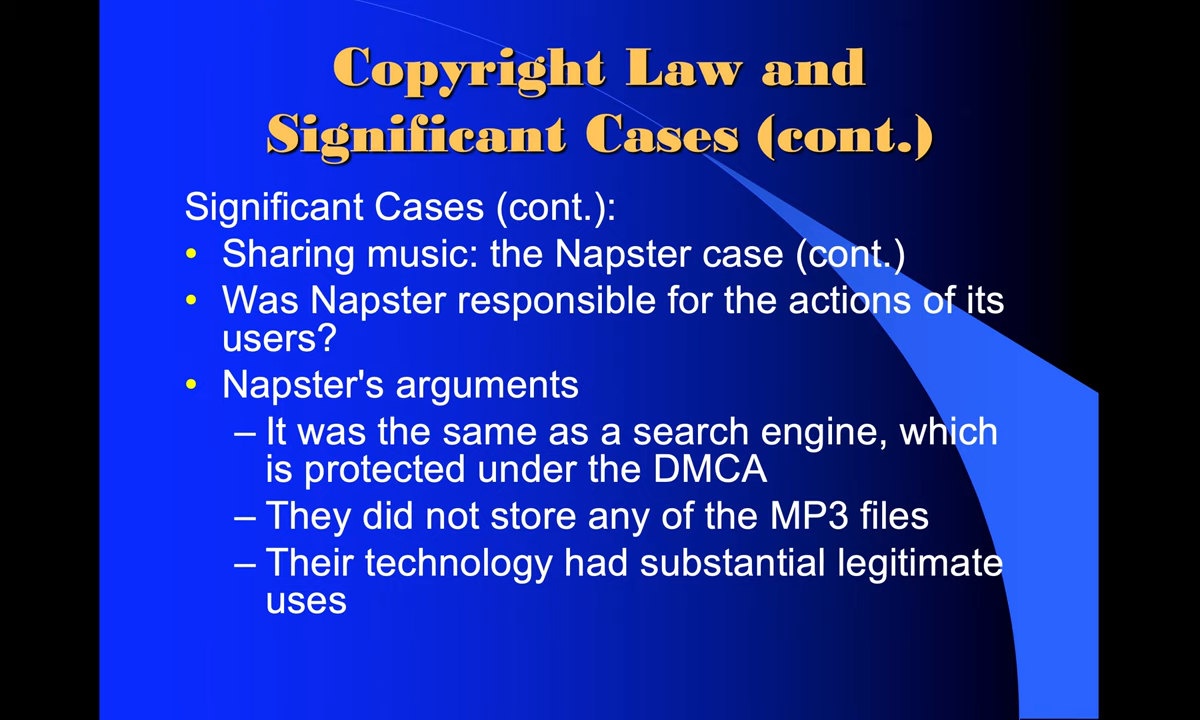 Copyright Law and
Significant Cases (cont.)
Significant Cases (cont.):
• Sharing music: the Napster case (cont.)
• Was Napster responsible for the actions of its
users?
• Napster's arguments
– It was the same as a search engine, which
is protected under the DMCA
– They did not store any of the MP3 files
– Their technology had substantial legitimate
uses